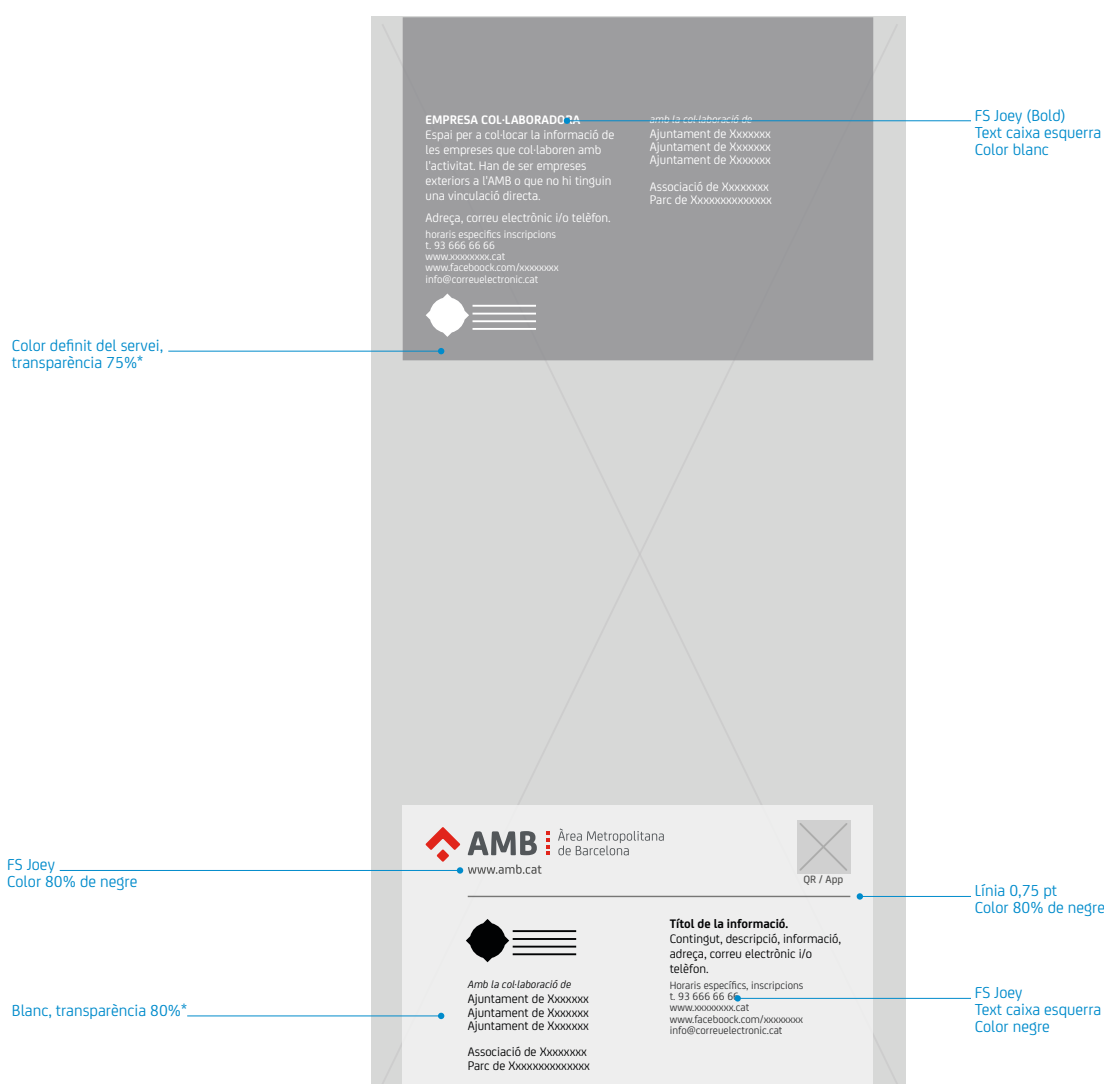 EMPRESA COL·LABORADORA
Espai per a col·locar la informació de
les empreses que col·laboren amb
l'activitat. Han de ser empreses
exteriors a l'AMB o que no hi tinguin
una vinculació directa.
Adreça, correu electrònic i/o telèfon.
horaris específics inscripcions
t. 93 666 66 66
www.xxxxxxxx.cat
www.faceboock.com/xxxxxxxx
info@correuelectronic.cat
amb la col·laboració de
Ajuntament de Xxxxxxx
Ajuntament de Xxxxxxx
Ajuntament de Xxxxxxx
Associació de Xxxxxxxx
Parc de Xxxxxxxxxxxxx
FS Joey (Bold)
Text caixa esquerra
Color blanc
Color definit del servei,
transparència 75%*
AMB
Àrea Metropolitana
de Barcelona
www.amb.cat
QR / App
FS Joey
Color 80% de negre
Línia 0,75 pt
Color 80% de negre
Amb la col·laboració de
Ajuntament de Xxxxxxx
Ajuntament de Xxxxxxx
Ajuntament de Xxxxxxx
Associació de Xxxxxxxx
Parc de Xxxxxxxxxxxxx
Títol de la informació.
Contingut, descripció, informació,
adreça, correu electrònic i/o
telèfon.
Horaris específics, inscripcions
t. 93 666 66 66
www.xxxxxxxx.cat
www.faceboock.com/xxxxxxxx
info@correuelectronic.cat
Blanc, transparència 80%*
FS Joey
Text caixa esquerra
Color negre